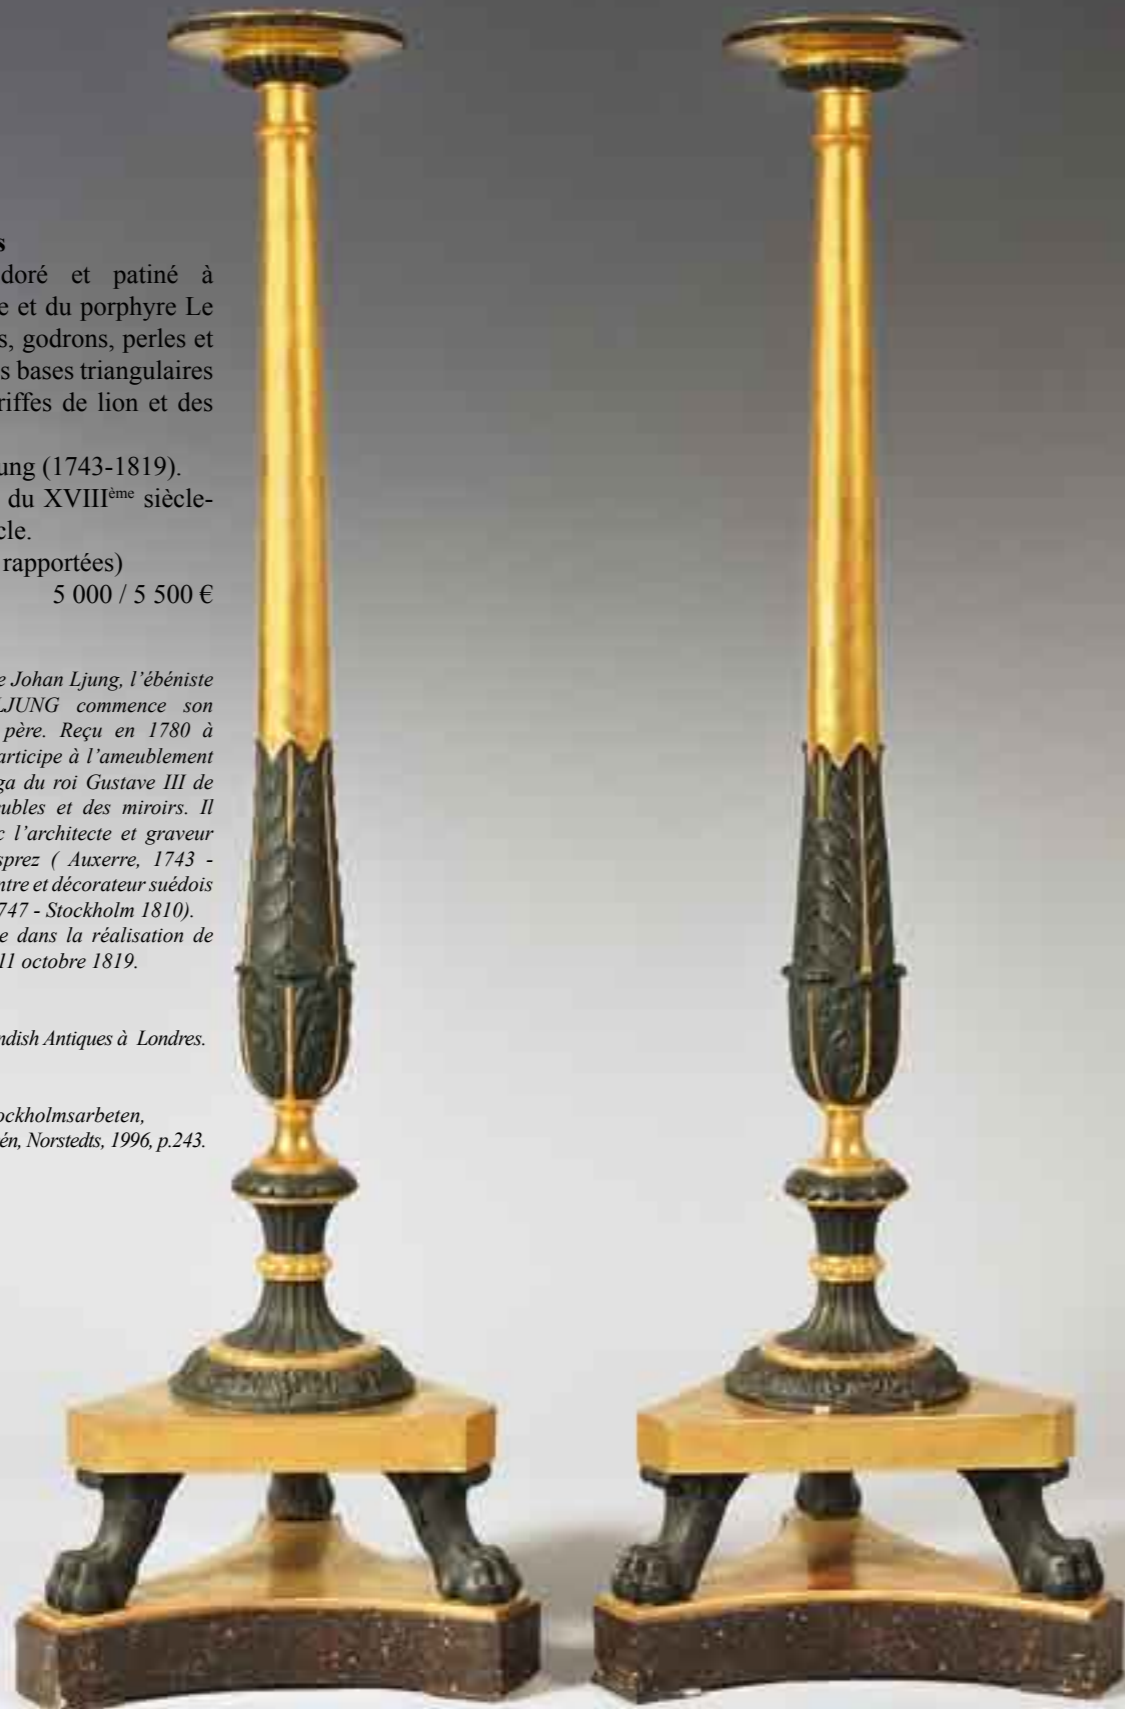 s
doré et patiné à
e et du porphyre Le
s, godrons, perles et
s bases triangulaires
riffes de lion et des
ung (1743-1819).
du XVIIIème siècle-
cle.
rapportées)
5 000 / 5 500 €
e Johan Ljung, l’ébéniste
LJUNG commence son
père. Reçu en 1780 à
articipe à l’ameublement
ga du roi Gustave III de
ubles et des miroirs. Il
c l’architecte et graveur
sprez ( Auxerre, 1743 -
ntre et décorateur suédois
747 - Stockholm 1810).
e dans la réalisation de
11 octobre 1819.
ndish Antiques à Londres.
ockholmsarbeten,
én, Norstedts, 1996, p.243.